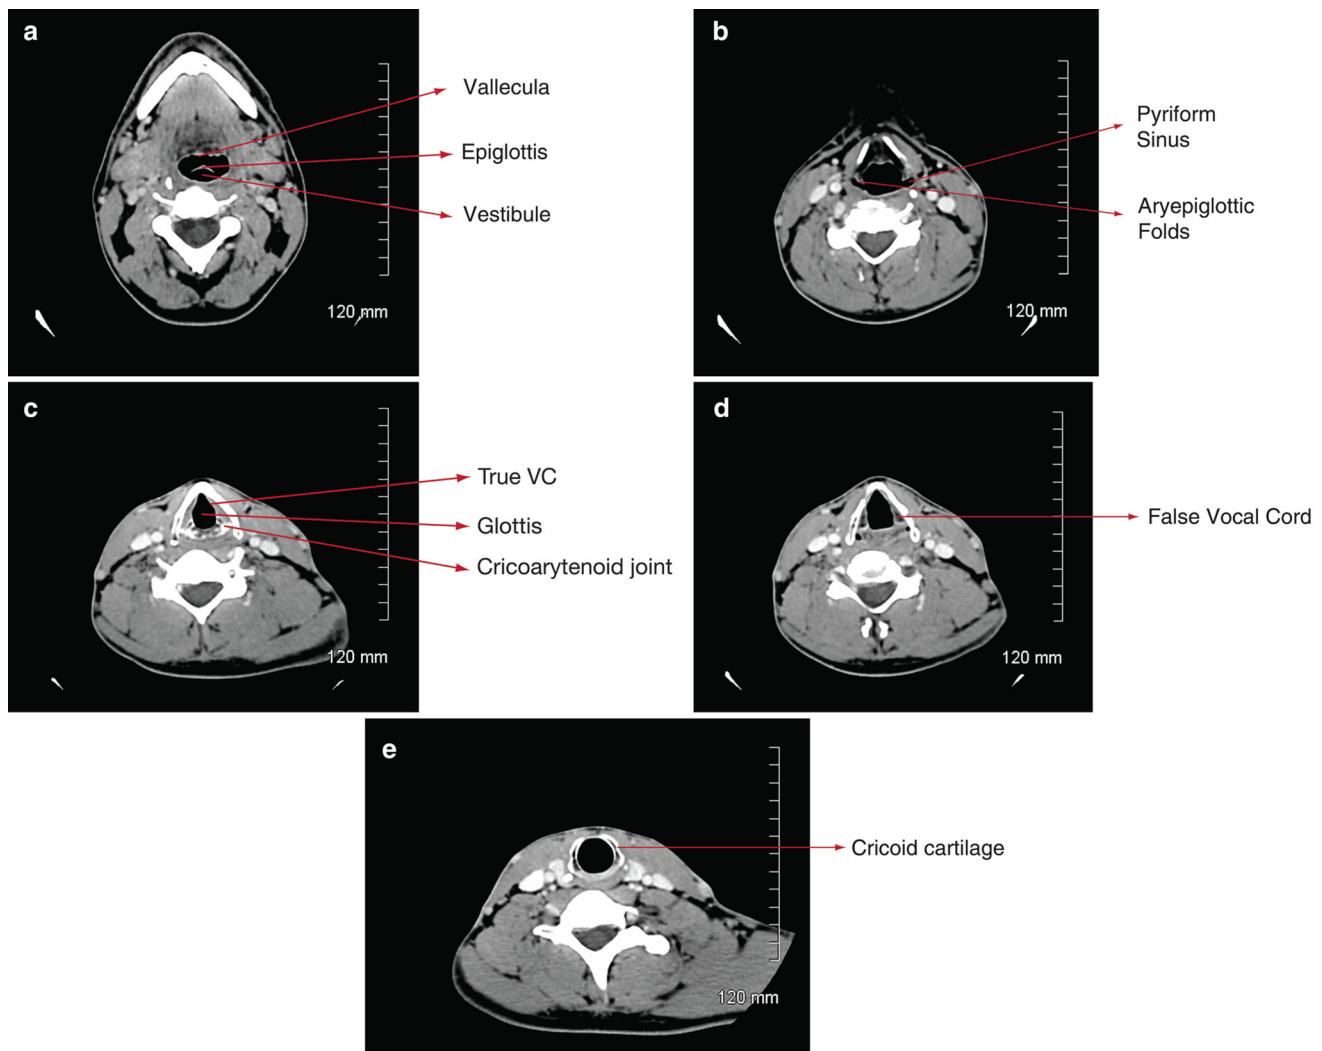 a
Vallecula
Epiglottis
Vestibule
120 mm
b
Pyriform
Sinus
Aryepiglottic
Folds
120 mm
c
True VC
Glottis
Cricoarytenoid joint
120 mm
d
False Vocal Cord
120 mm
e
Cricoid cartilage
120 mm